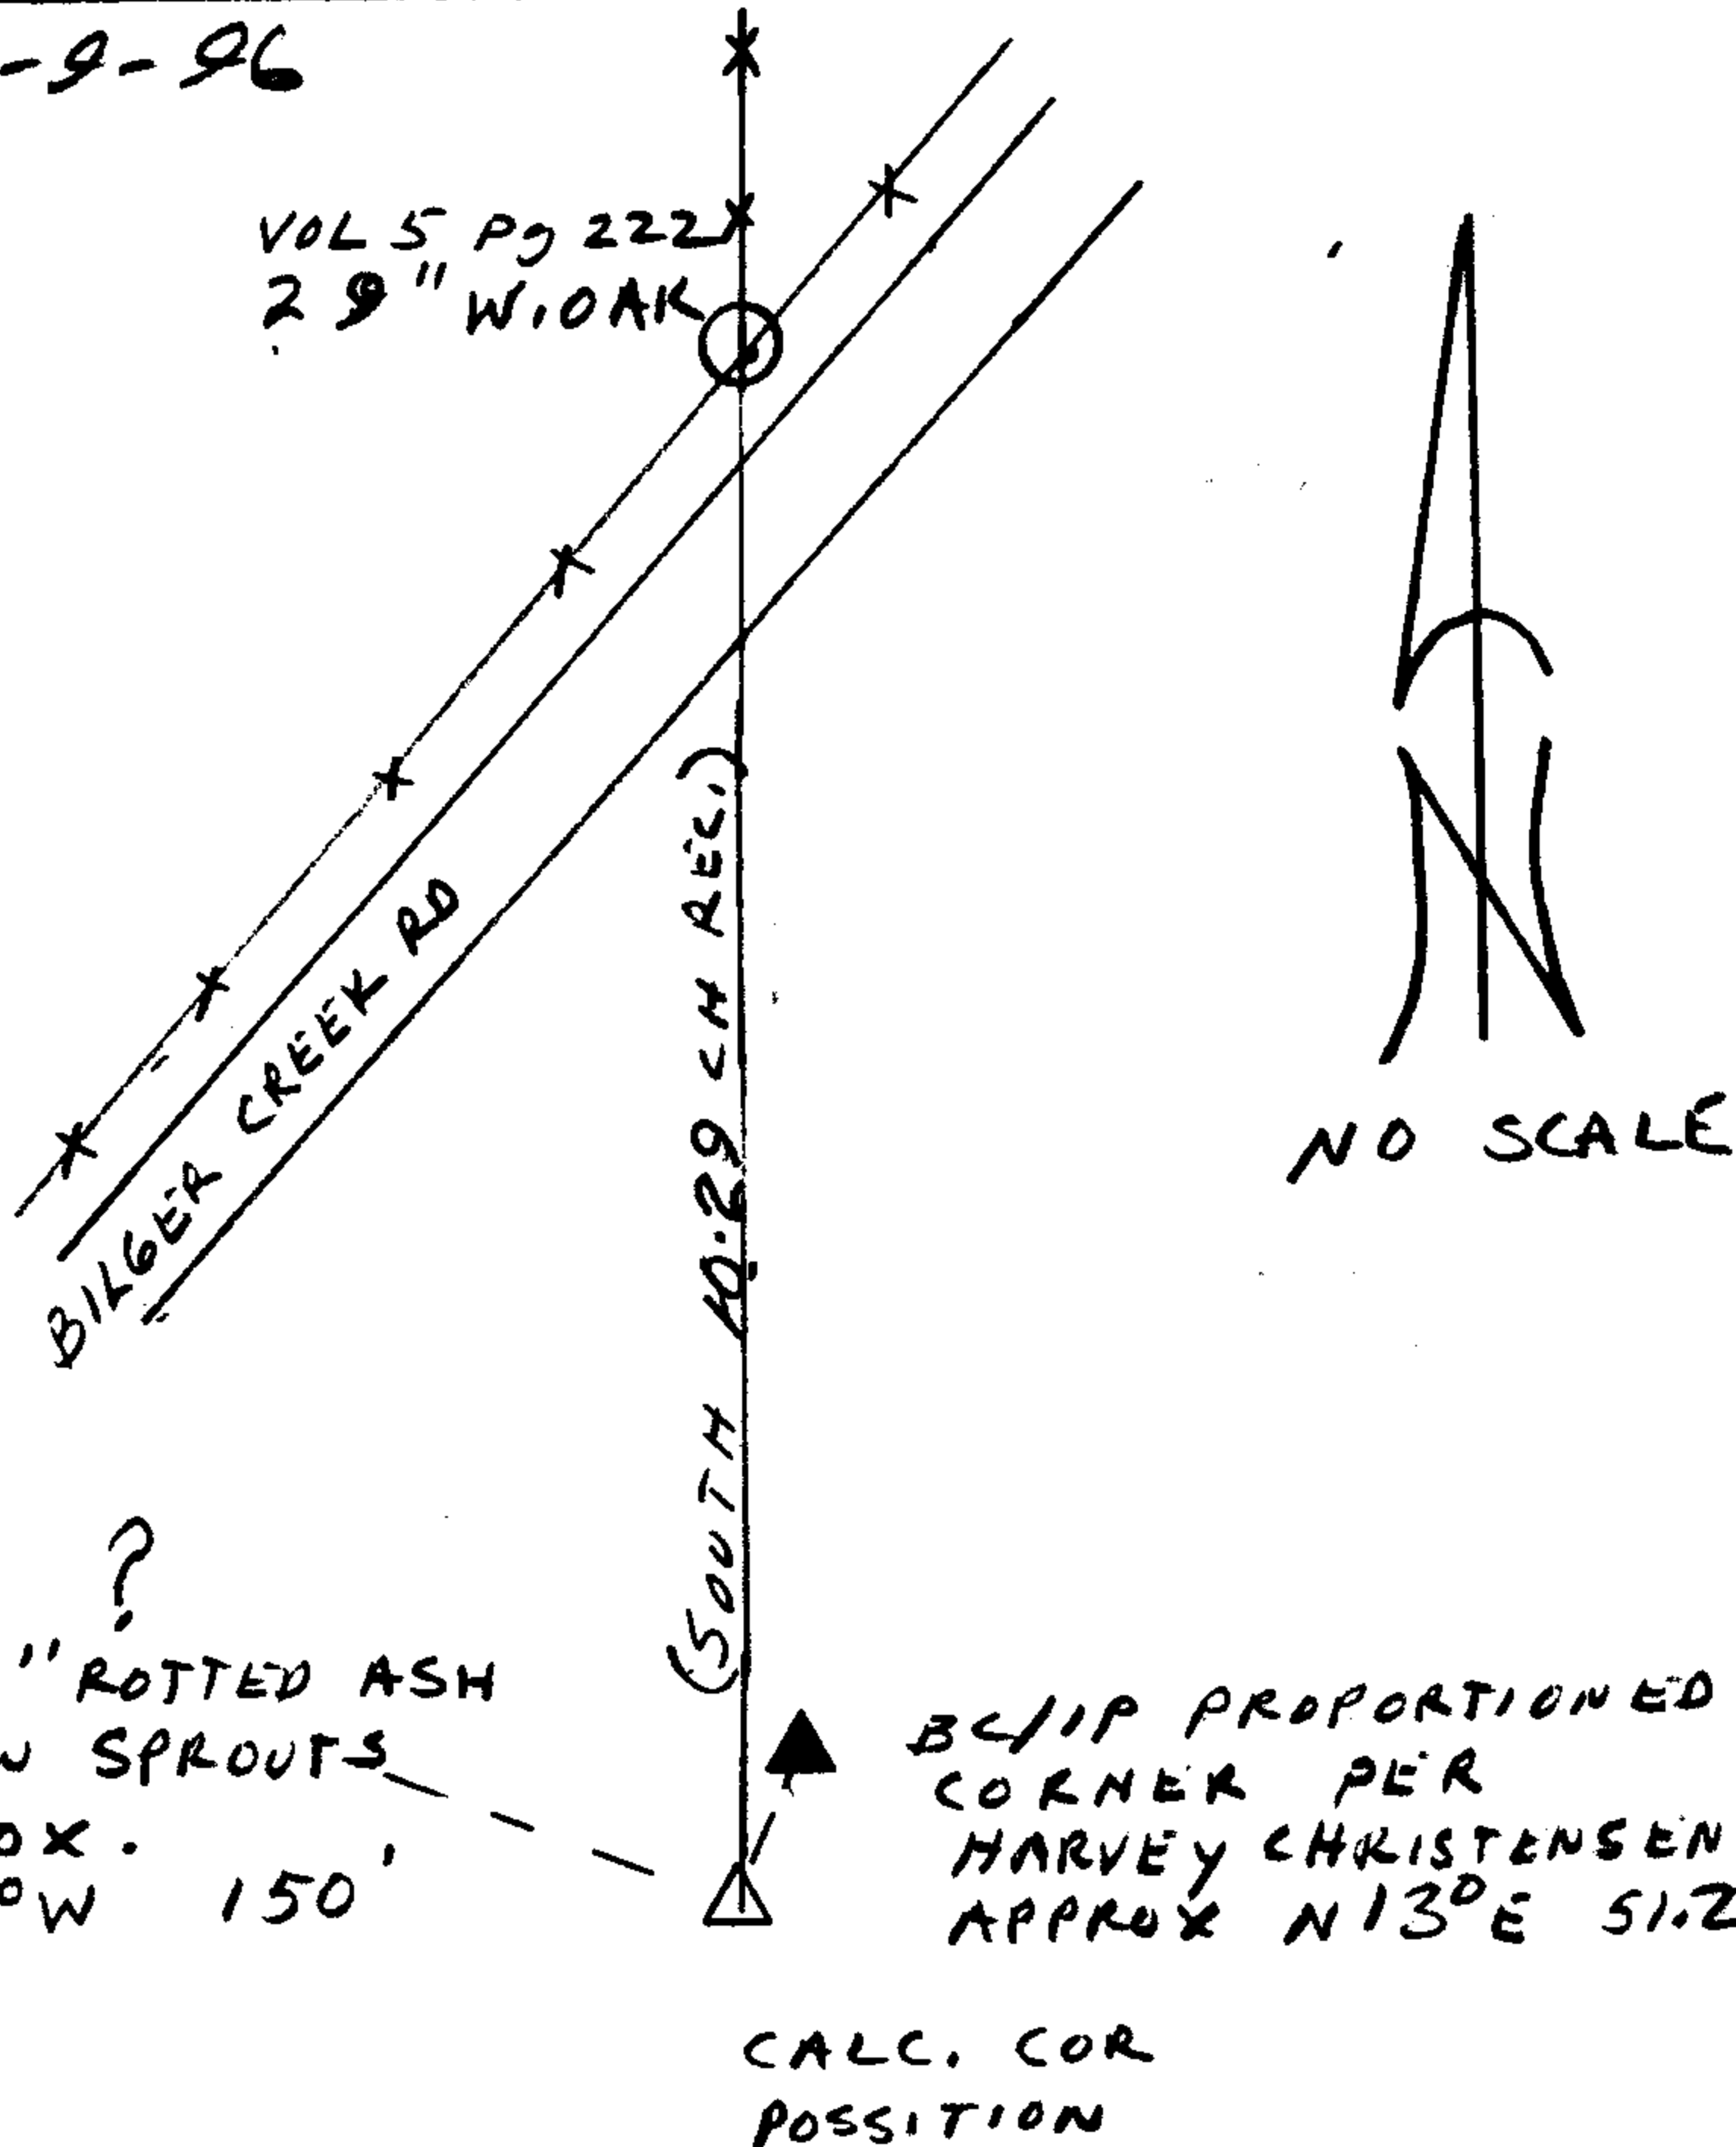 -9-96
VOL 5 Pg 222
29" W.OAK
BILGER CREEK RD
(SOUTH 10.29 CH REC.)
N
NO SCALE
?
" ROTTED ASH
SPROUTS
150'
BC/IP PROPORTIONED
CORNER PER
HARVEY CHRISTENSEN
APPROX N13°E 51.2
CALC. COR
POSSITION